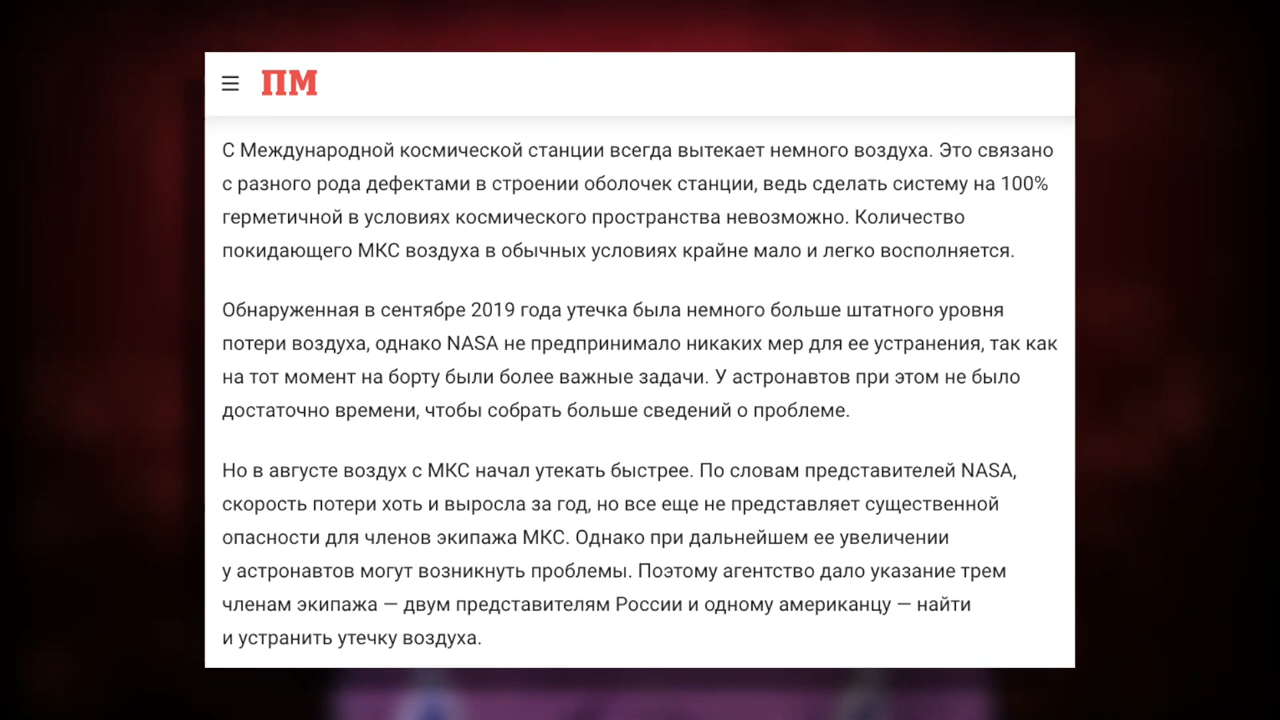 ПМ
С Международной космической станции всегда вытекает немного воздуха. Это связано
с разного рода дефектами в строении оболочек станции, ведь сделать систему на 100%
герметичной в условиях космического пространства невозможно. Количество
покидающего МКС воздуха в обычных условиях крайне мало и легко восполняется.
Обнаруженная в сентябре 2019 года утечка была немного больше штатного уровня
потери воздуха, однако NASA не предпринимало никаких мер для ее устранения, так как
на тот момент на борту были более важные задачи. У астронавтов при этом не было
достаточно времени, чтобы собрать больше сведений о проблеме.
Но в августе воздух с МКС начал утекать быстрее. По словам представителей NASA,
скорость потери хоть и выросла за год, но все еще не представляет существенной
опасности для членов экипажа МКС. Однако при дальнейшем ее увеличении
у астронавтов могут возникнуть проблемы. Поэтому агентство дало указание трем
членам экипажа — двум представителям России и одному американцу — найти
и устранить утечку воздуха.